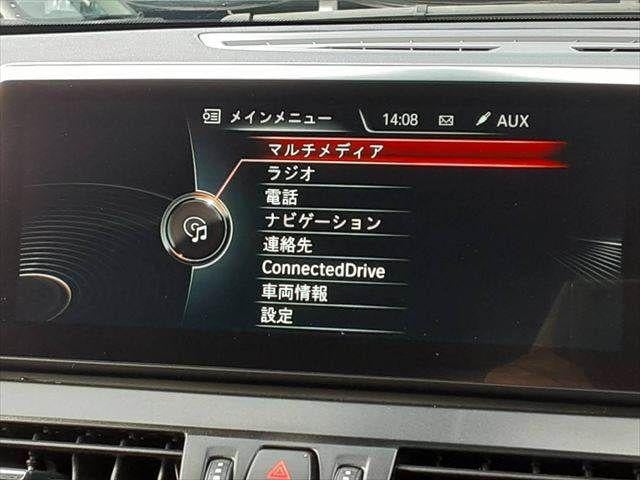 メインメニュー 14:08 AUX
マルチメディア
ラジオ
電話
ナビゲーション
連絡先
ConnectedDrive
車両情報
設定